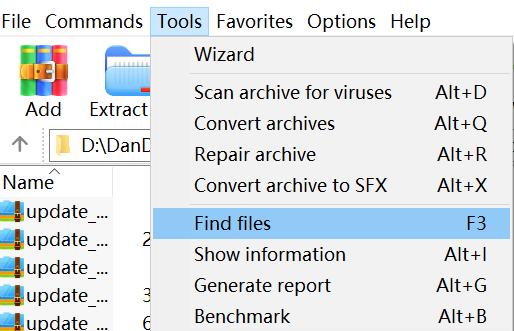 File Commands Tools Favorites Options Help
Wizard
Add Extract
Scan archive for viruses Alt+D
Convert archives Alt+Q
D:\DanD
Repair archive Alt+R
Name
Convert archive to SFX Alt+X
update_...
Find files F3
update_... 2
Show information Alt+I
update_...
Generate report Alt+G
update_... 3
Benchmark Alt+B
update_... 6